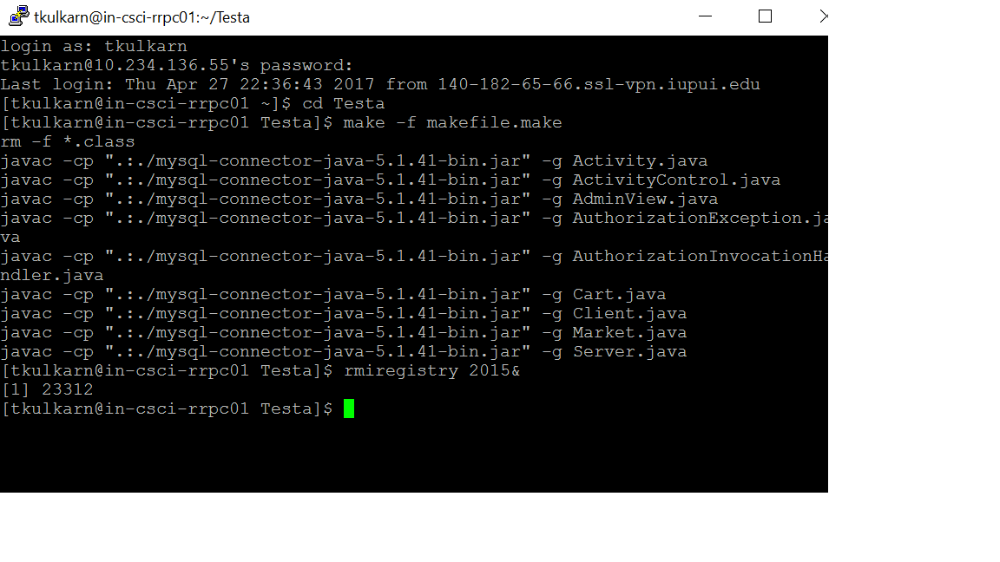 tkulkarn@in-csci-rrpc01:~/Testa
login as: tkulkarn
tkulkarn@10.234.136.55's password:
Last login: Thu Apr 27 22:36:43 2017 from 140-182-65-66.ssl-vpn.iupui.edu
[tkulkarn@in-csci-rrpc01 ~]$ cd Testa
[tkulkarn@in-csci-rrpc01 Testa]$ make -f makefile.make
rm -f *.class
javac -cp ".:./mysql-connector-java-5.1.41-bin.jar" -g Activity.java
javac -cp ".:./mysql-connector-java-5.1.41-bin.jar" -g ActivityControl.java
javac -cp ".:./mysql-connector-java-5.1.41-bin.jar" -g AdminView.java
javac -cp ".:./mysql-connector-java-5.1.41-bin.jar" -g AuthorizationException.ja
va
javac -cp ".:./mysql-connector-java-5.1.41-bin.jar" -g AuthorizationInvocationHa
ndler.java
javac -cp ".:./mysql-connector-java-5.1.41-bin.jar" -g Cart.java
javac -cp ".:./mysql-connector-java-5.1.41-bin.jar" -g Client.java
javac -cp ".:./mysql-connector-java-5.1.41-bin.jar" -g Market.java
javac -cp ".:./mysql-connector-java-5.1.41-bin.jar" -g Server.java
[tkulkarn@in-csci-rrpc01 Testa]$ rmiregistry 2015&
[1] 23312
[tkulkarn@in-csci-rrpc01 Testa]$